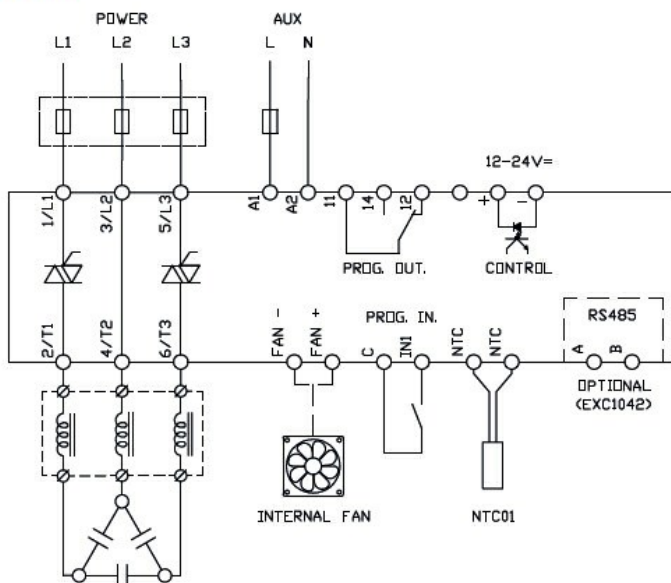 POWER AUX
L1 L2 L3 L N
12-24V=
1/L1 3/L2 5/L3 A1 A2 11 14 12 + -
PROG. OUT. CONTROL
2/T1 4/T2 6/T3 FAN - FAN + PROG. IN. C IN1 NTC NTC RS485 A B
OPTIONAL
(EXC1042)
INTERNAL FAN NTC01